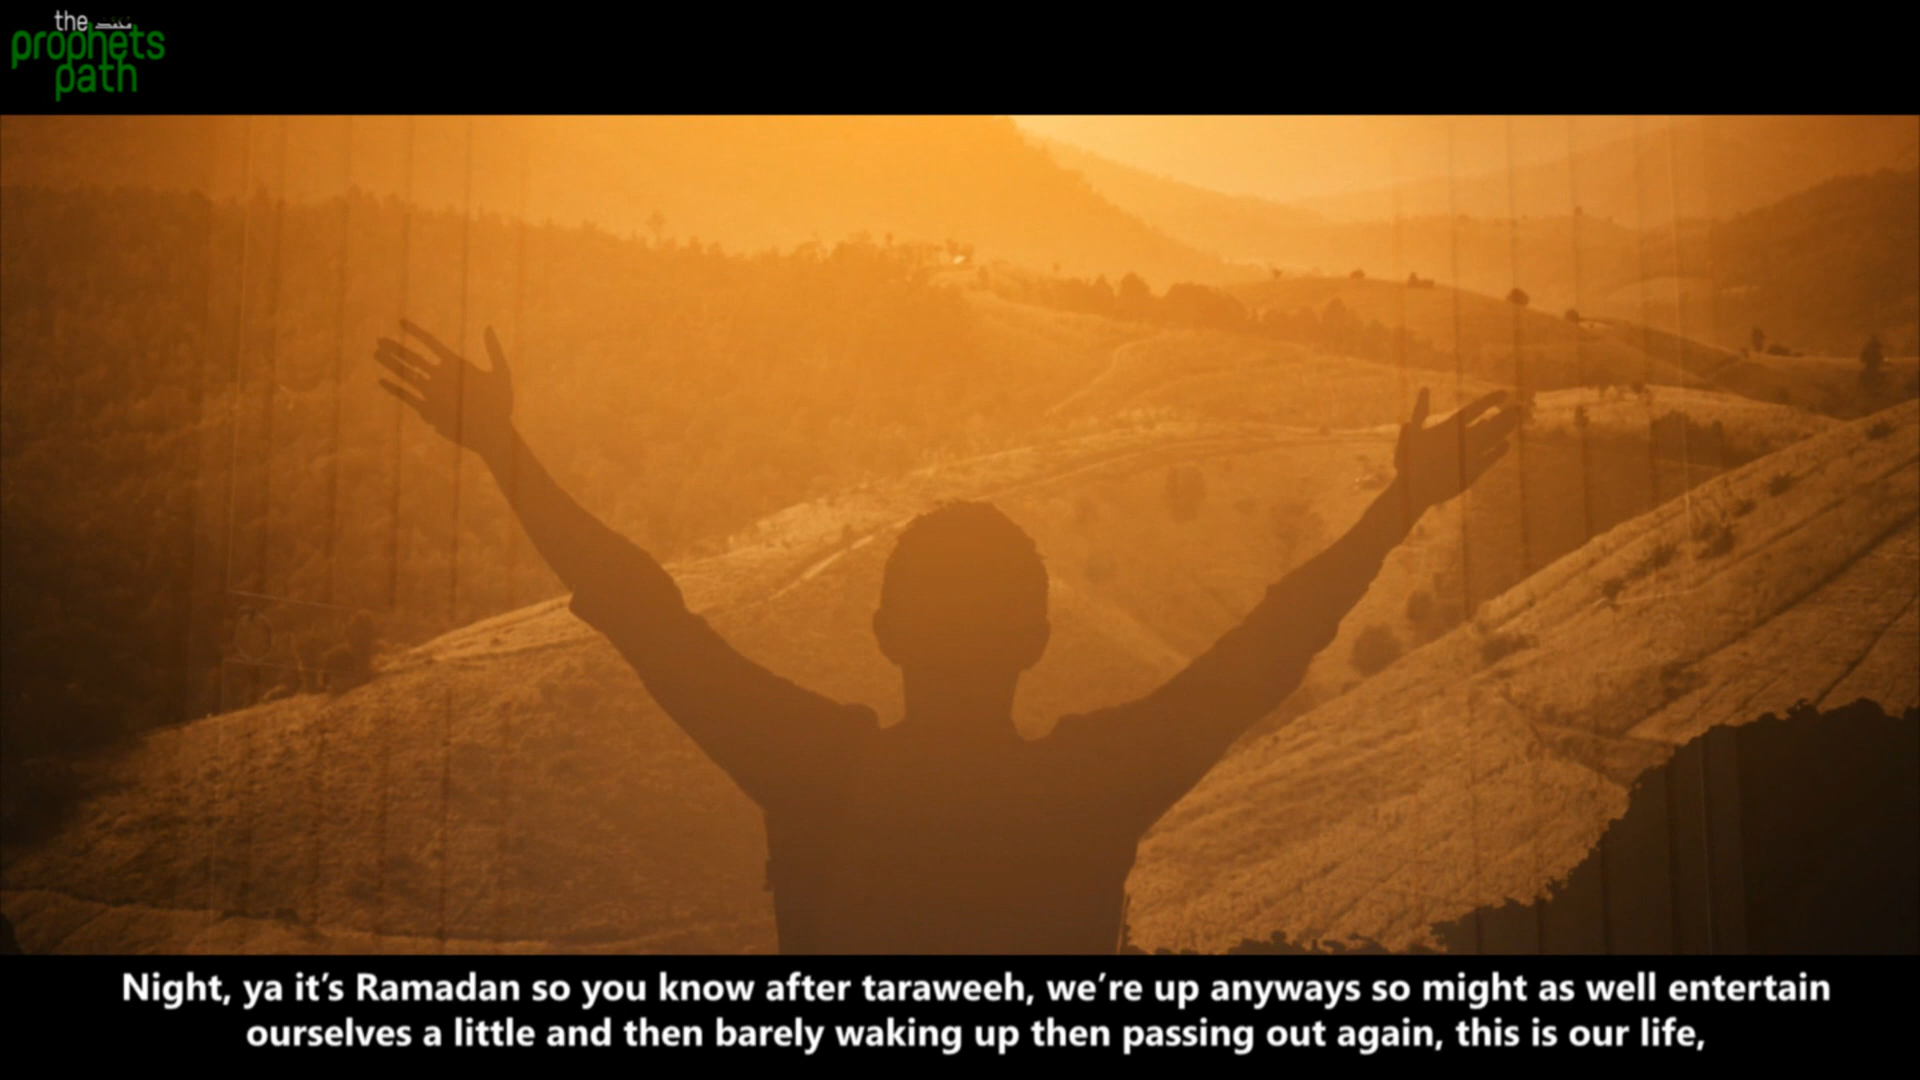 the محمد
prophets
path
Night, ya it’s Ramadan so you know after taraweeh, we’re up anyways so might as well entertain
ourselves a little and then barely waking up then passing out again, this is our life,